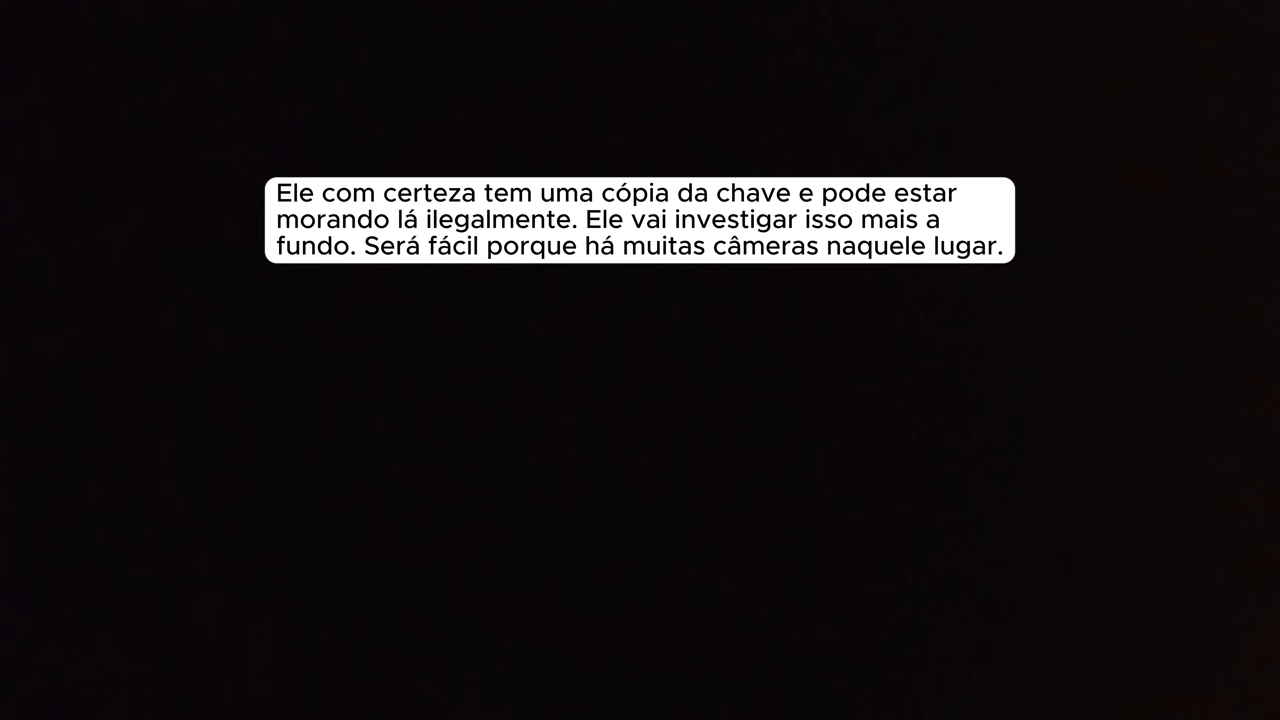 Ele com certeza tem uma cópia da chave e pode estar
morando lá ilegalmente. Ele vai investigar isso mais a
fundo. Será fácil porque há muitas câmeras naquele lugar.